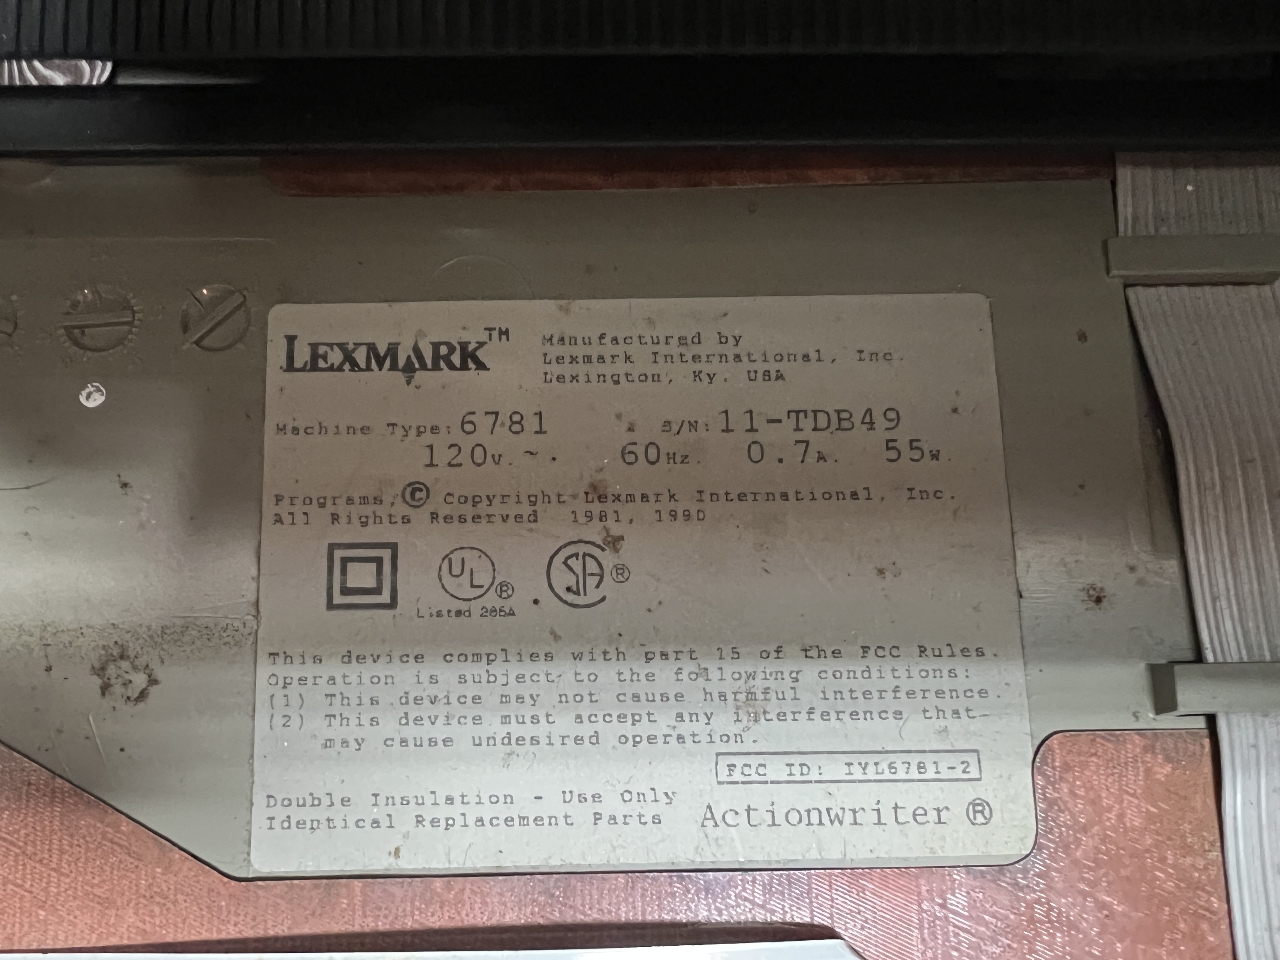 LEXMARK™
Manufactured by
Lexmark International, Inc.
Lexington, Ky. USA
Machine Type: 6781 S/N: 11-TDB49
120v. ~. 60Hz. 0.7A. 55w.
Programs, © Copyright Lexmark International, Inc.
All Rights Reserved 1981, 1990
UL® SA®
Listed 286A
This device complies with part 15 of the FCC Rules.
Operation is subject to the following conditions:
(1) This device may not cause harmful interference.
(2) This device must accept any interference that
may cause undesired operation.
FCC ID: IYL6781-2
Double Insulation - Use Only
Identical Replacement Parts
Actionwriter ®